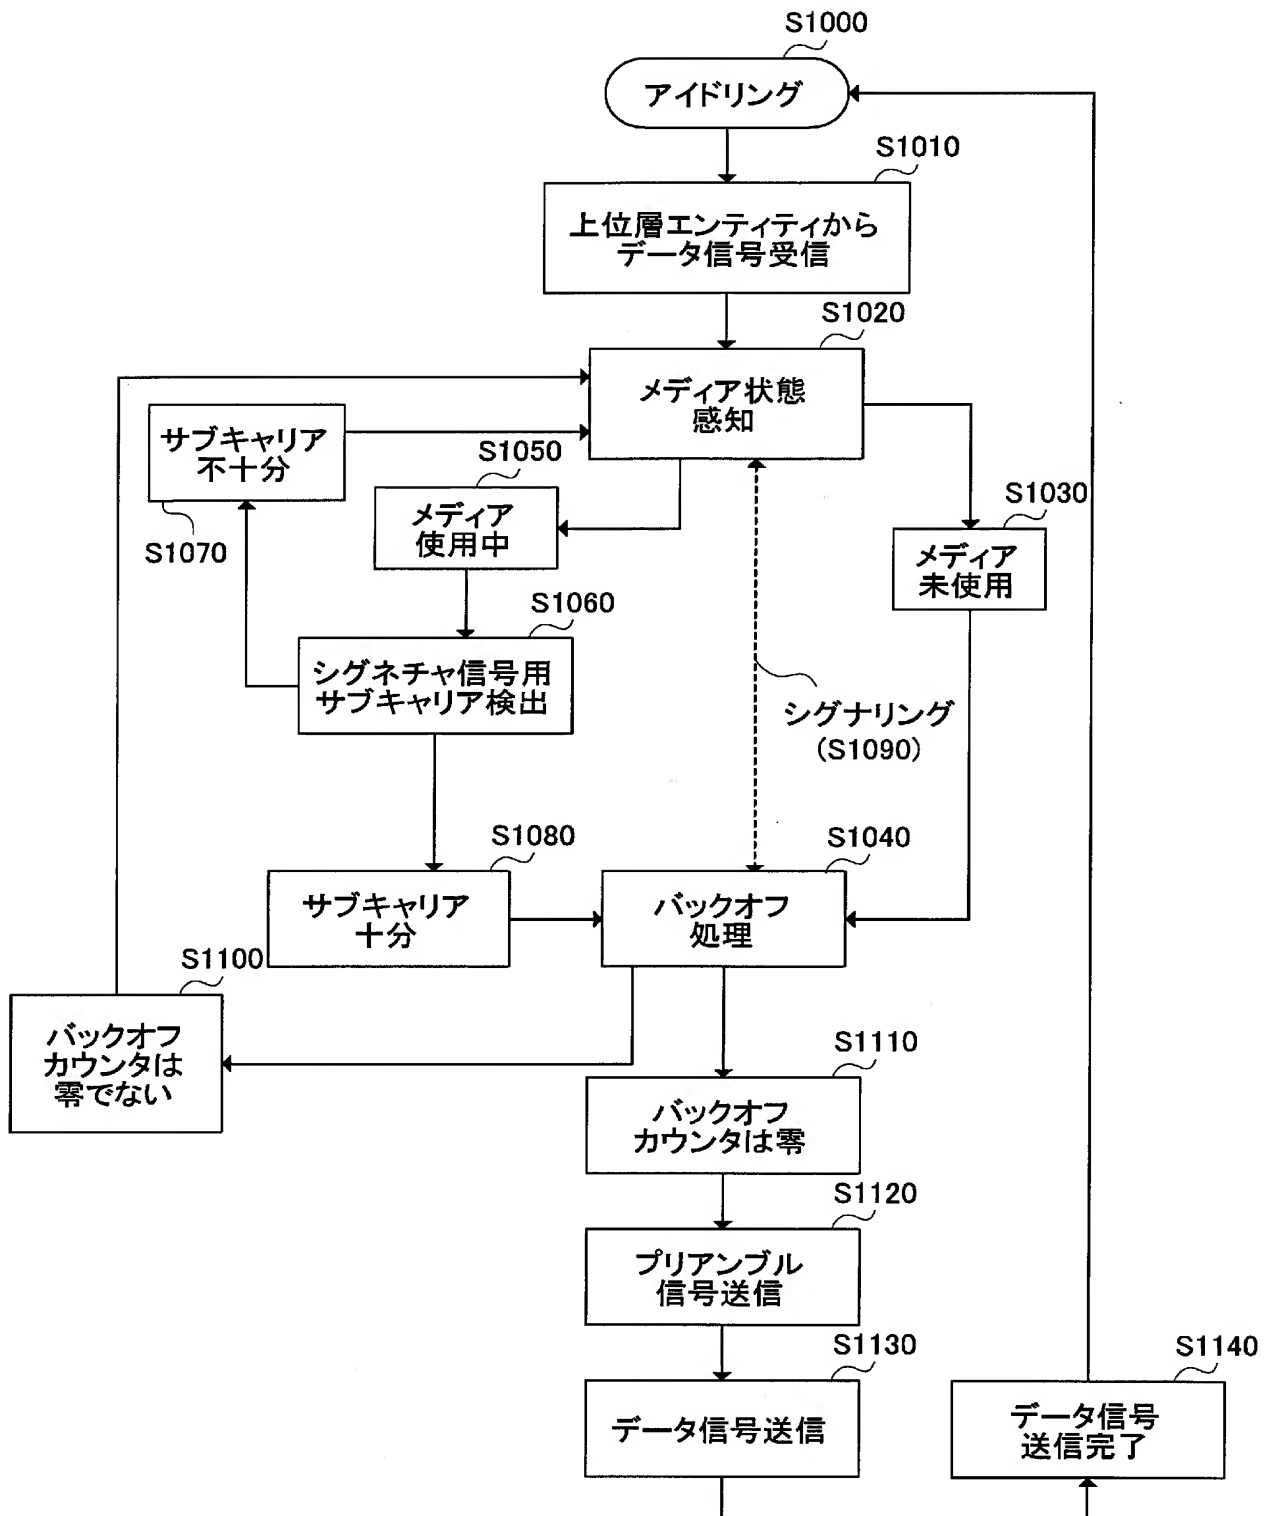 S1000
アイドリング
S1010
上位層エンティティから
データ信号受信
S1020
メディア状態
感知
サブキャリア
不十分
S1070
S1050
メディア
使用中
S1030
メディア
未使用
S1060
シグネチャ信号用
サブキャリア検出
シグナリング
(S1090)
S1080
サブキャリア
十分
S1040
バックオフ
処理
S1100
バックオフ
カウンタは
零でない
S1110
バックオフ
カウンタは零
S1120
プリアンブル
信号送信
S1130
データ信号送信
S1140
データ信号
送信完了